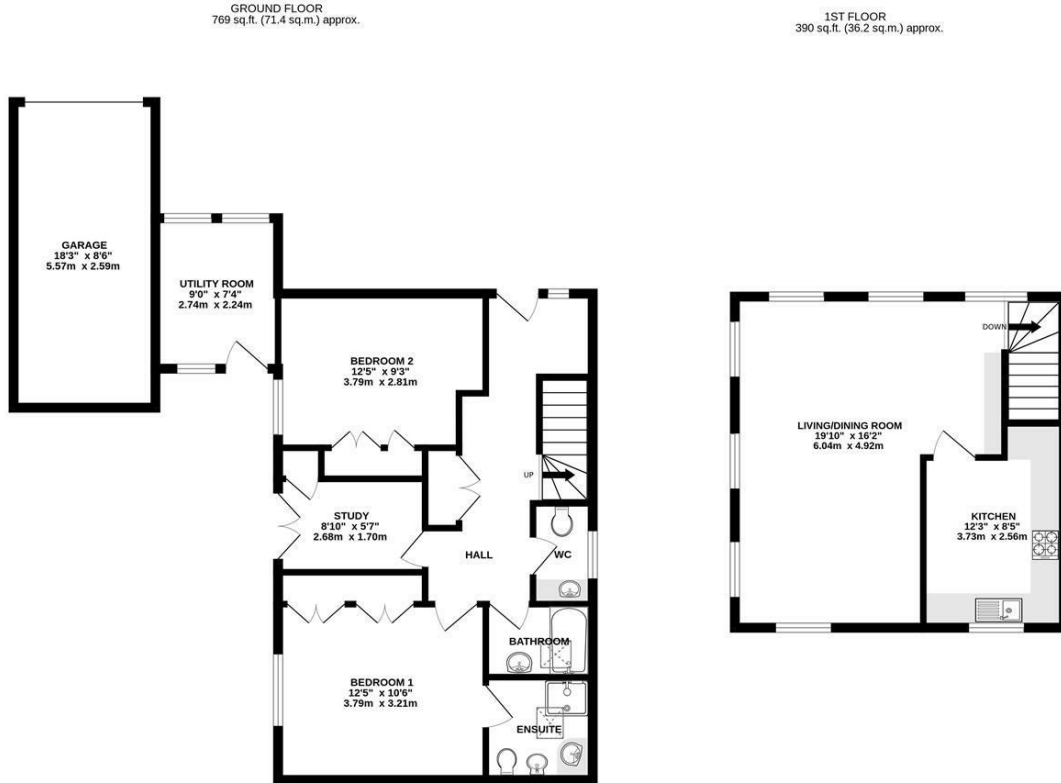 GROUND FLOOR
769 sq.ft. (71.4 sq.m.) approx.
1ST FLOOR
390 sq.ft. (36.2 sq.m.) approx.
GARAGE
18'3" x 8'6"
5.57m x 2.59m
UTILITY ROOM
9'0" x 7'4"
2.74m x 2.24m
BEDROOM 2
12'5" x 9'3"
3.79m x 2.81m
UP
STUDY
8'10" x 5'7"
2.68m x 1.70m
HALL
WC
BATHROOM
BEDROOM 1
12'5" x 10'6"
3.79m x 3.21m
ENSUITE
DOWN
LIVING/DINING ROOM
19'10" x 16'2"
6.04m x 4.92m
KITCHEN
12'3" x 8'5"
3.73m x 2.56m